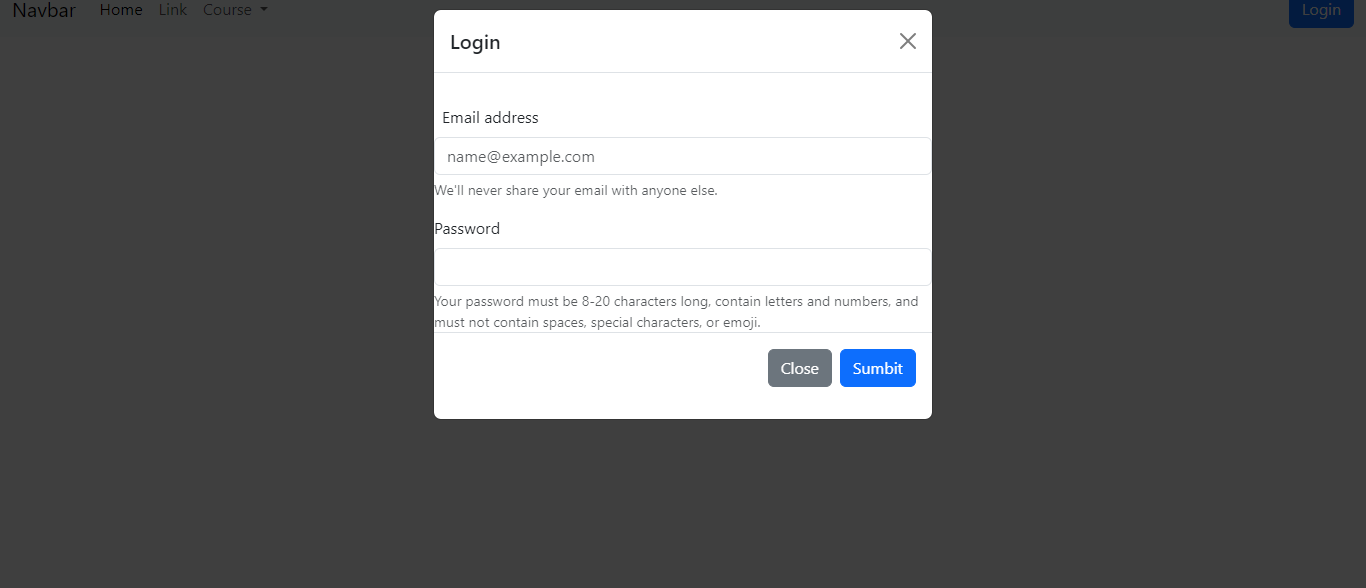 Navbar Home Link Course Login
Login
Email address
name@example.com
We'll never share your email with anyone else.
Password
Your password must be 8-20 characters long, contain letters and numbers, and
must not contain spaces, special characters, or emoji.
Close Sumbit